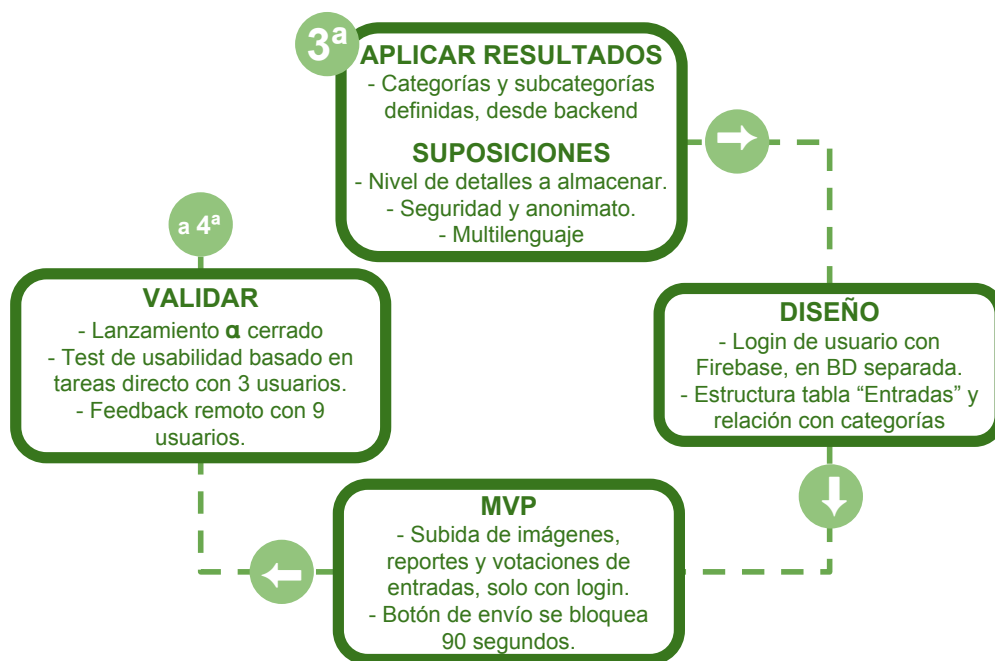 3ª
APLICAR RESULTADOS
- Categorías y subcategorías
definidas, desde backend
SUPOSICIONES
- Nivel de detalles a almacenar.
- Seguridad y anonimato.
- Multilenguaje
DISEÑO
- Login de usuario con
Firebase, en BD separada.
- Estructura tabla “Entradas” y
relación con categorías
MVP
- Subida de imágenes,
reportes y votaciones de
entradas, solo con login.
- Botón de envío se bloquea
90 segundos.
VALIDAR
- Lanzamiento α cerrado
- Test de usabilidad basado en
tareas directo con 3 usuarios.
- Feedback remoto con 9
usuarios.
a 4ª